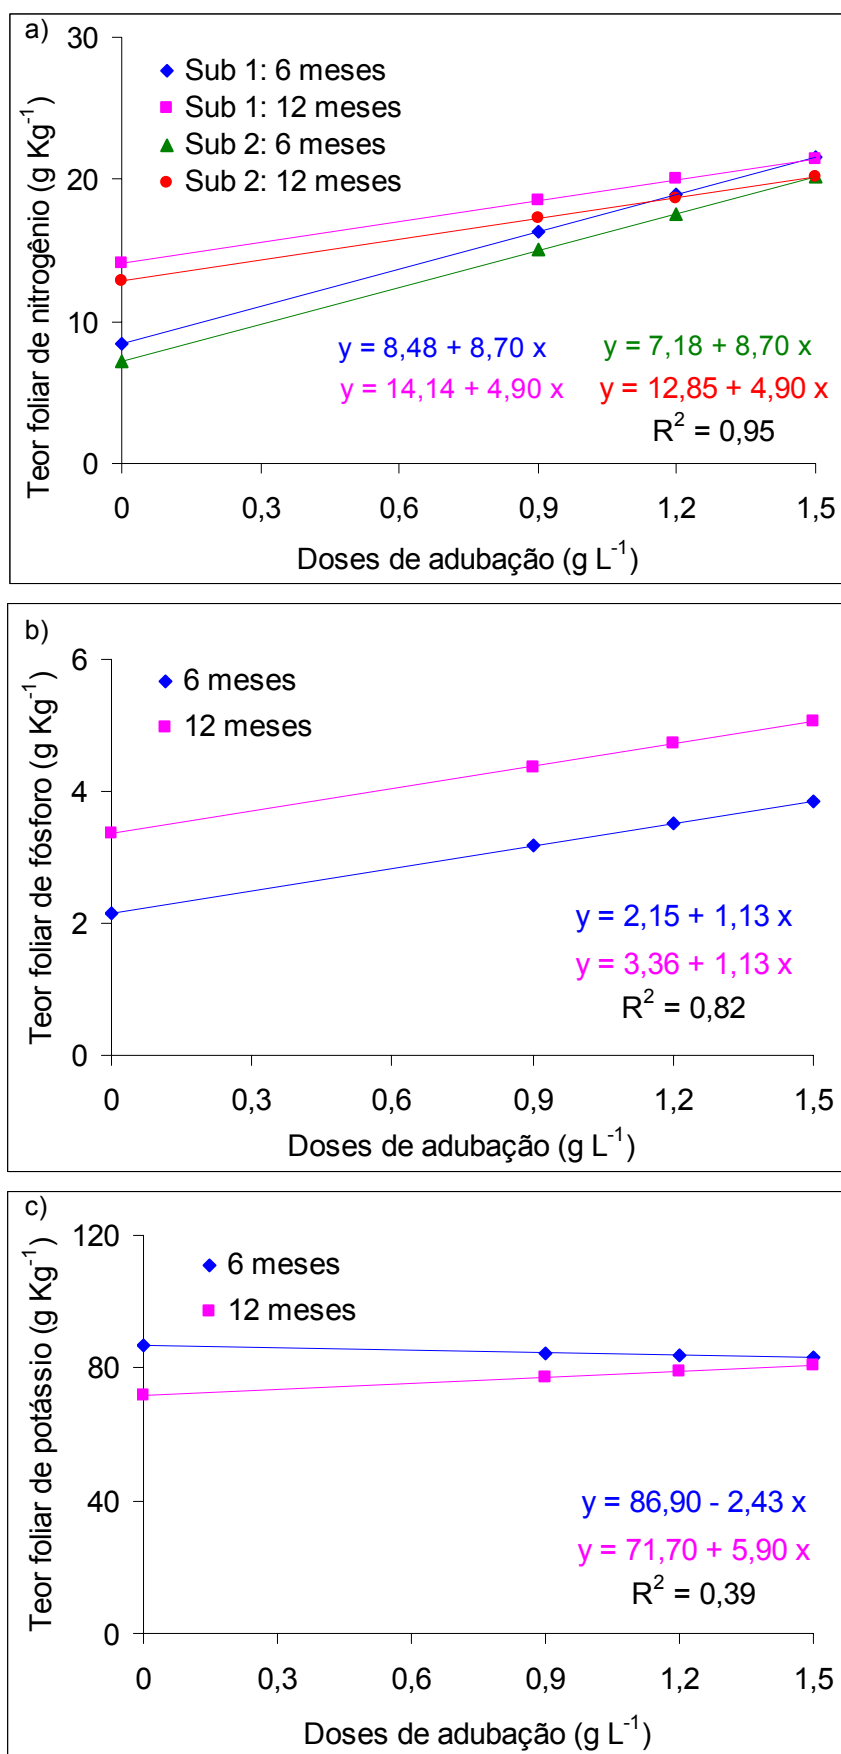 a)
Teor foliar de nitrogênio (g Kg⁻¹)
30
20
10
0
Sub 1: 6 meses
Sub 1: 12 meses
Sub 2: 6 meses
Sub 2: 12 meses
y = 8,48 + 8,70 x
y = 7,18 + 8,70 x
y = 14,14 + 4,90 x
y = 12,85 + 4,90 x
R² = 0,95
0 0,3 0,6 0,9 1,2 1,5
Doses de adubação (g L⁻¹)
b)
Teor foliar de fósforo (g Kg⁻¹)
6
4
2
0
6 meses
12 meses
y = 2,15 + 1,13 x
y = 3,36 + 1,13 x
R² = 0,82
0 0,3 0,6 0,9 1,2 1,5
Doses de adubação (g L⁻¹)
c)
Teor foliar de potássio (g Kg⁻¹)
120
80
40
0
6 meses
12 meses
y = 86,90 - 2,43 x
y = 71,70 + 5,90 x
R² = 0,39
0 0,3 0,6 0,9 1,2 1,5
Doses de adubação (g L⁻¹)